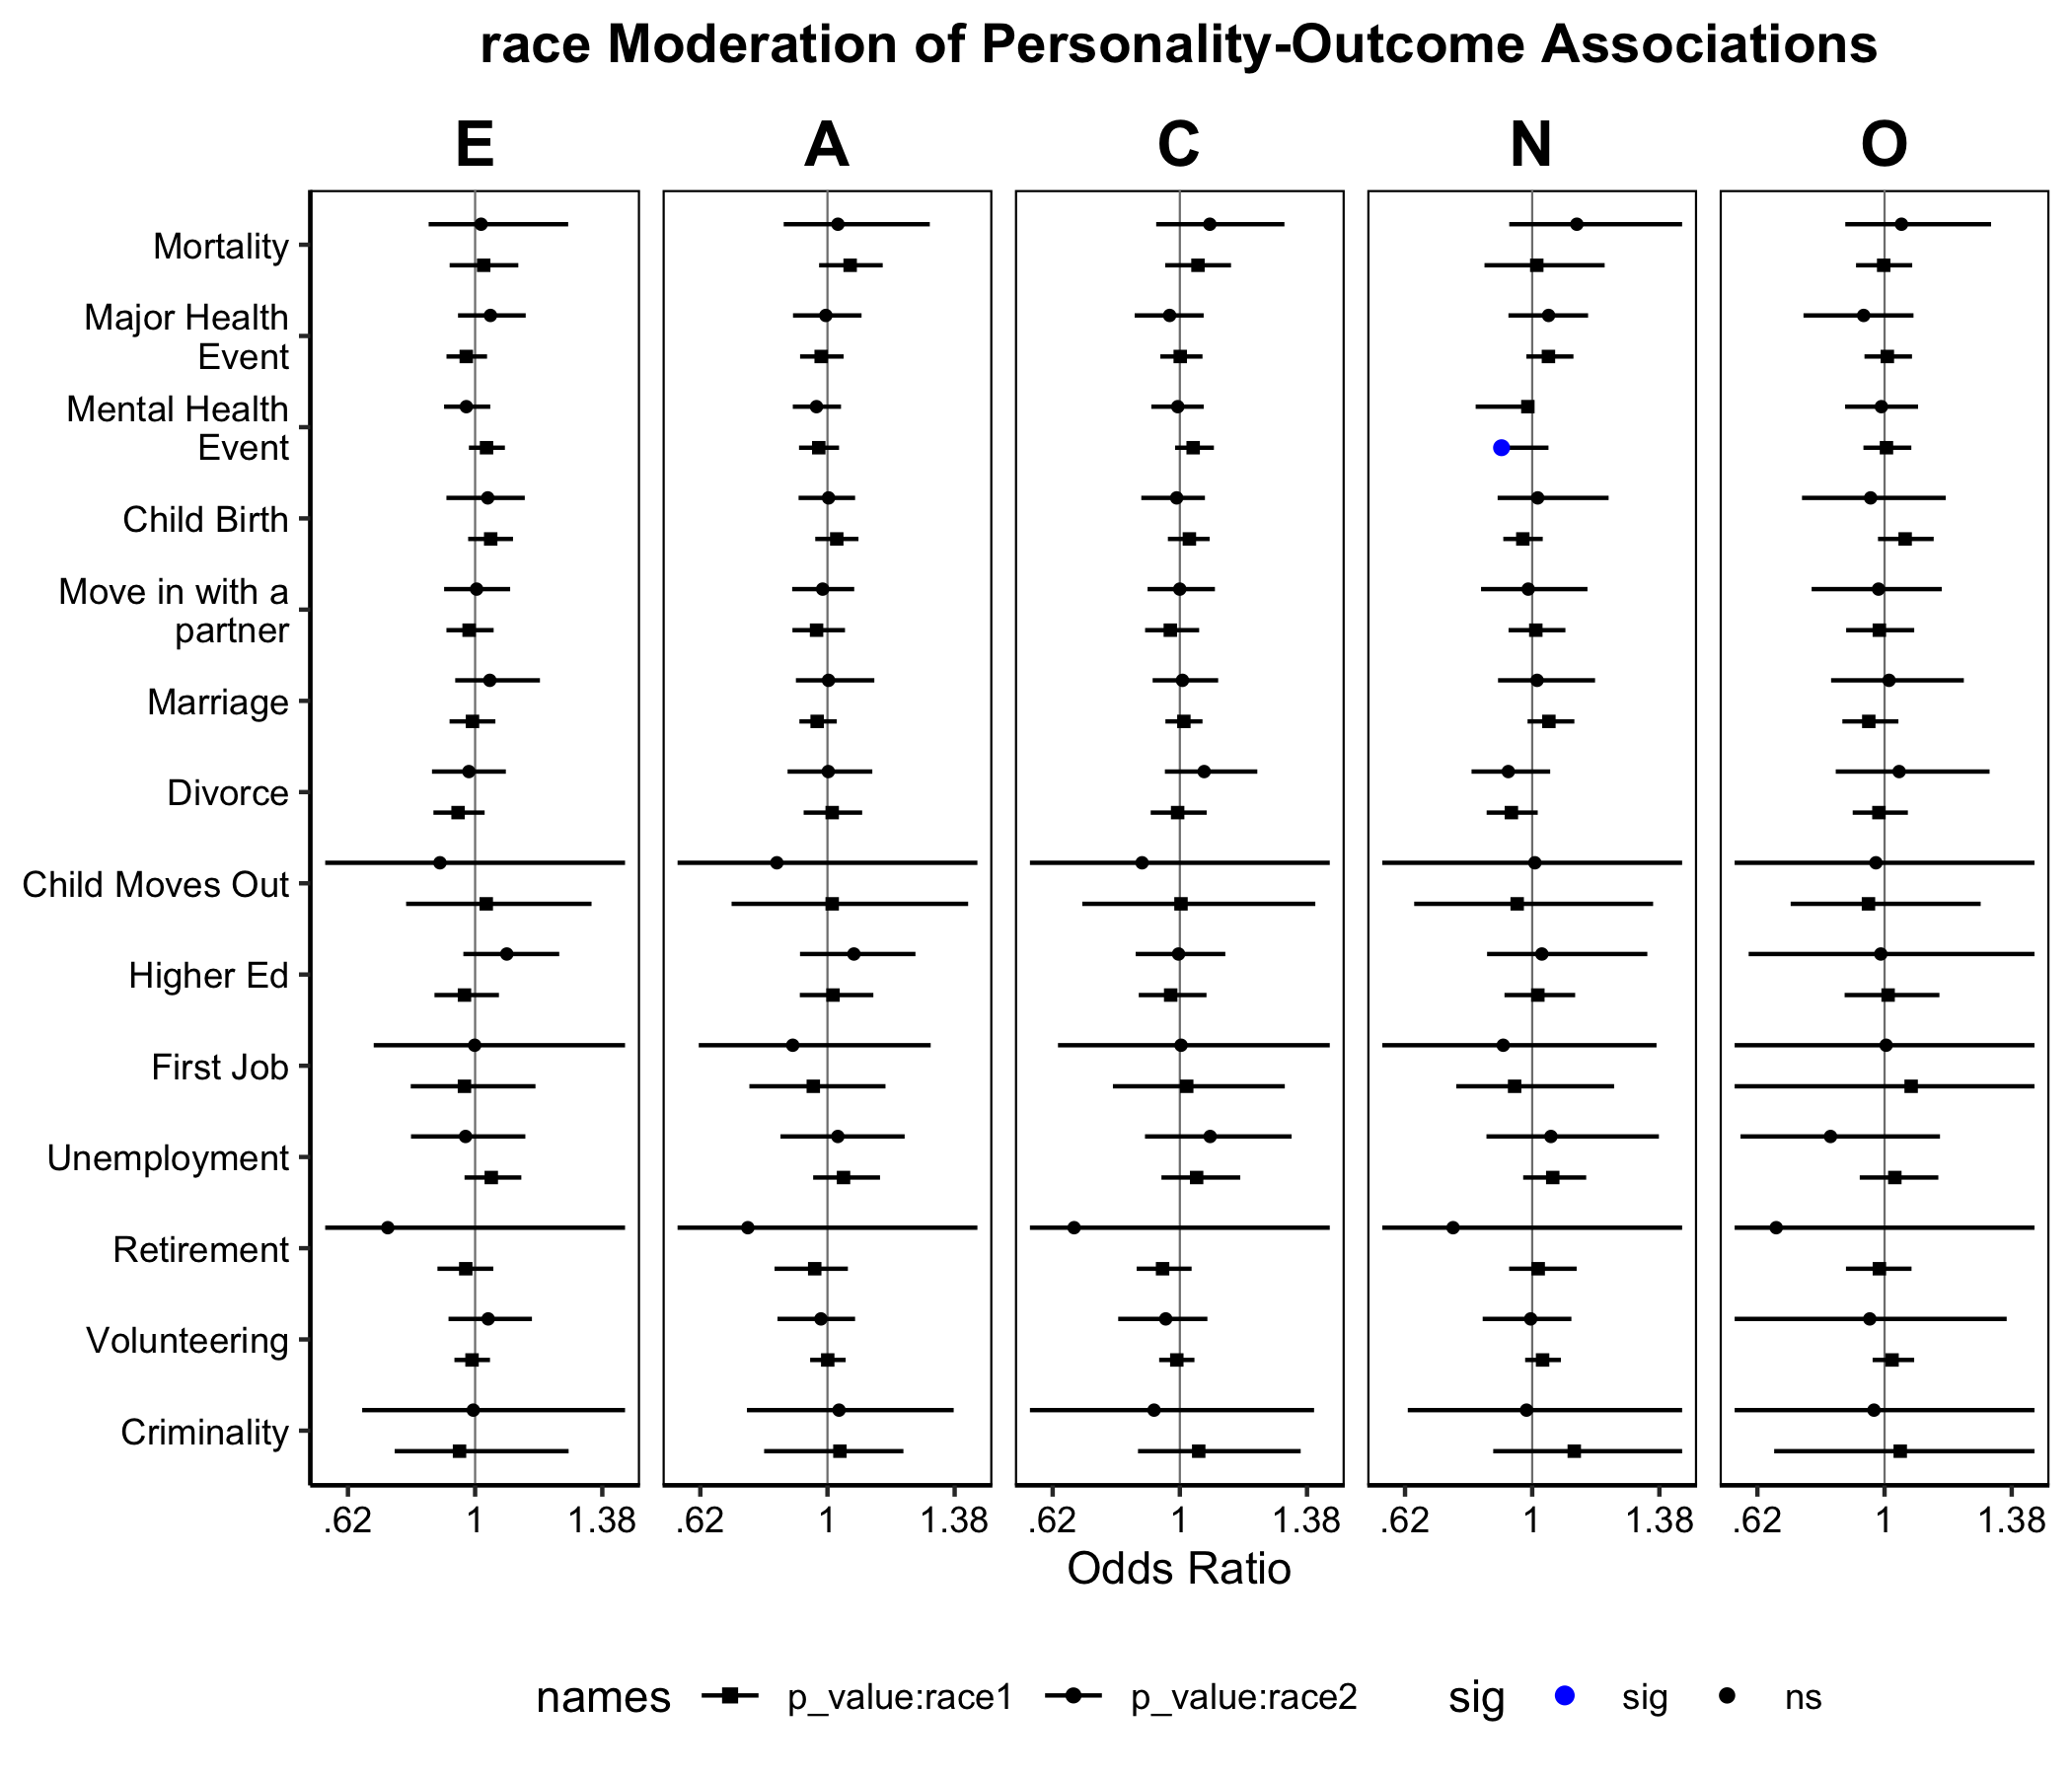 race Moderation of Personality-Outcome Associations
E A C N O
Mortality
Major Health
Event
Mental Health
Event
Child Birth
Move in with a
partner
Marriage
Divorce
Child Moves Out
Higher Ed
First Job
Unemployment
Retirement
Volunteering
Criminality
.62 1 1.38 .62 1 1.38 .62 1 1.38 .62 1 1.38 .62 1 1.38
Odds Ratio
names p_value:race1 p_value:race2 sig sig ns